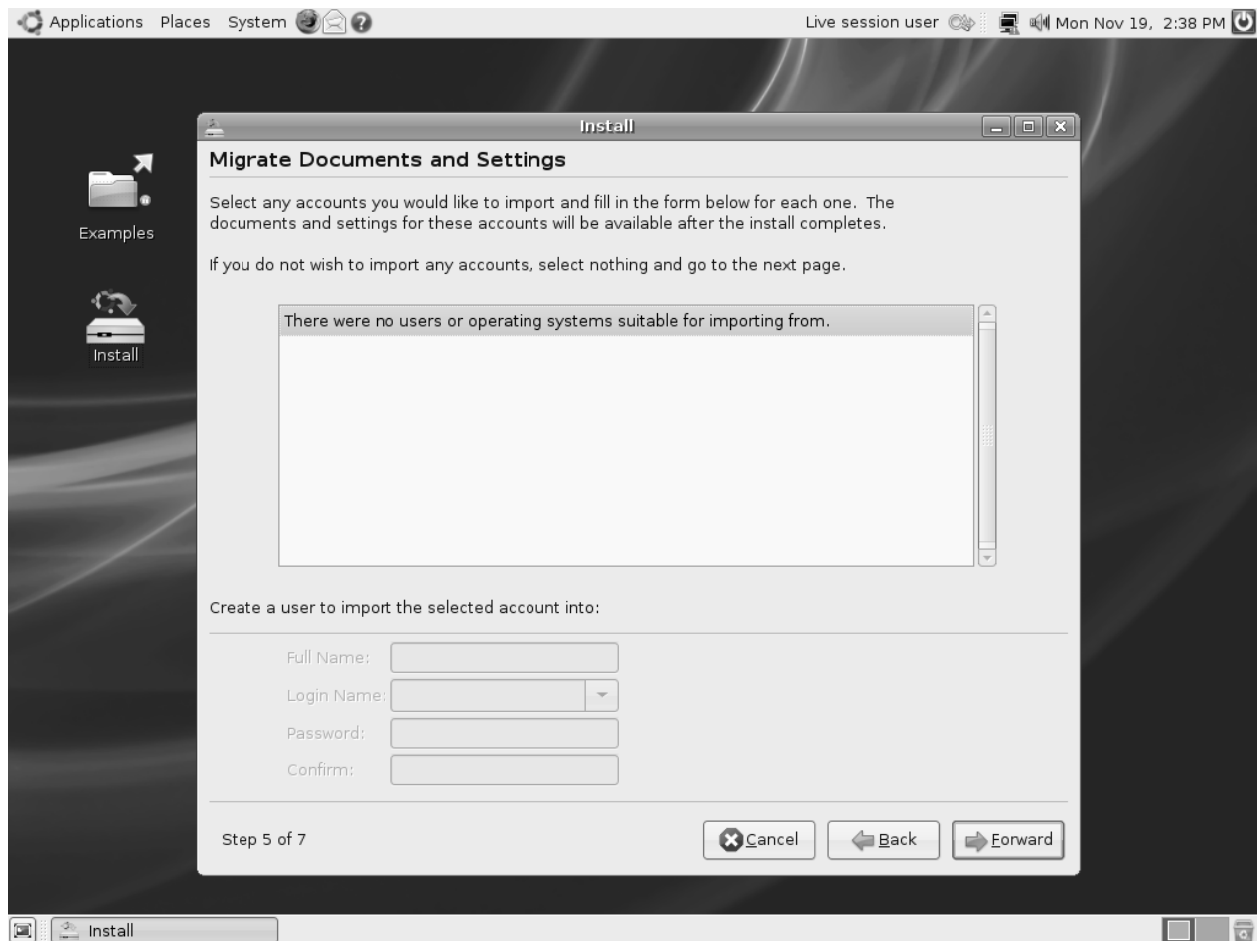 Applications Places System
Live session user
Mon Nov 19, 2:38 PM
Examples
Install
Install
Migrate Documents and Settings
Select any accounts you would like to import and fill in the form below for each one. The
documents and settings for these accounts will be available after the install completes.
If you do not wish to import any accounts, select nothing and go to the next page.
There were no users or operating systems suitable for importing from.
Create a user to import the selected account into:
Full Name:
Login Name:
Password:
Confirm:
Step 5 of 7
Cancel
Back
Forward
Install